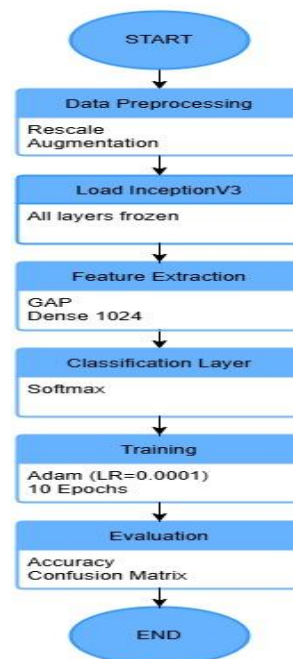 START
Data Preprocessing
Rescale
Augmentation
Load InceptionV3
All layers frozen
Feature Extraction
GAP
Dense 1024
Classification Layer
Softmax
Training
Adam (LR=0.0001)
10 Epochs
Evaluation
Accuracy
Confusion Matrix
END